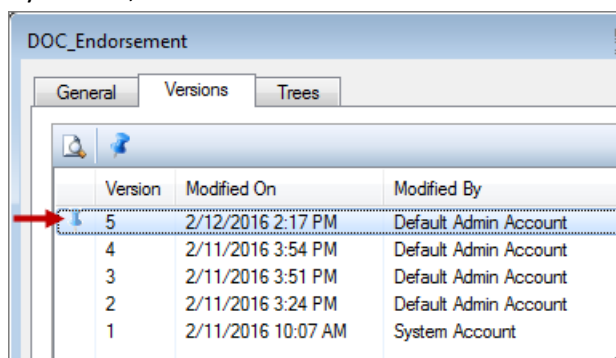 DOC_Endorsement
General Versions Trees
Version Modified On Modified By
5 2/12/2016 2:17 PM Default Admin Account
4 2/11/2016 3:54 PM Default Admin Account
3 2/11/2016 3:51 PM Default Admin Account
2 2/11/2016 3:24 PM Default Admin Account
1 2/11/2016 10:07 AM System Account